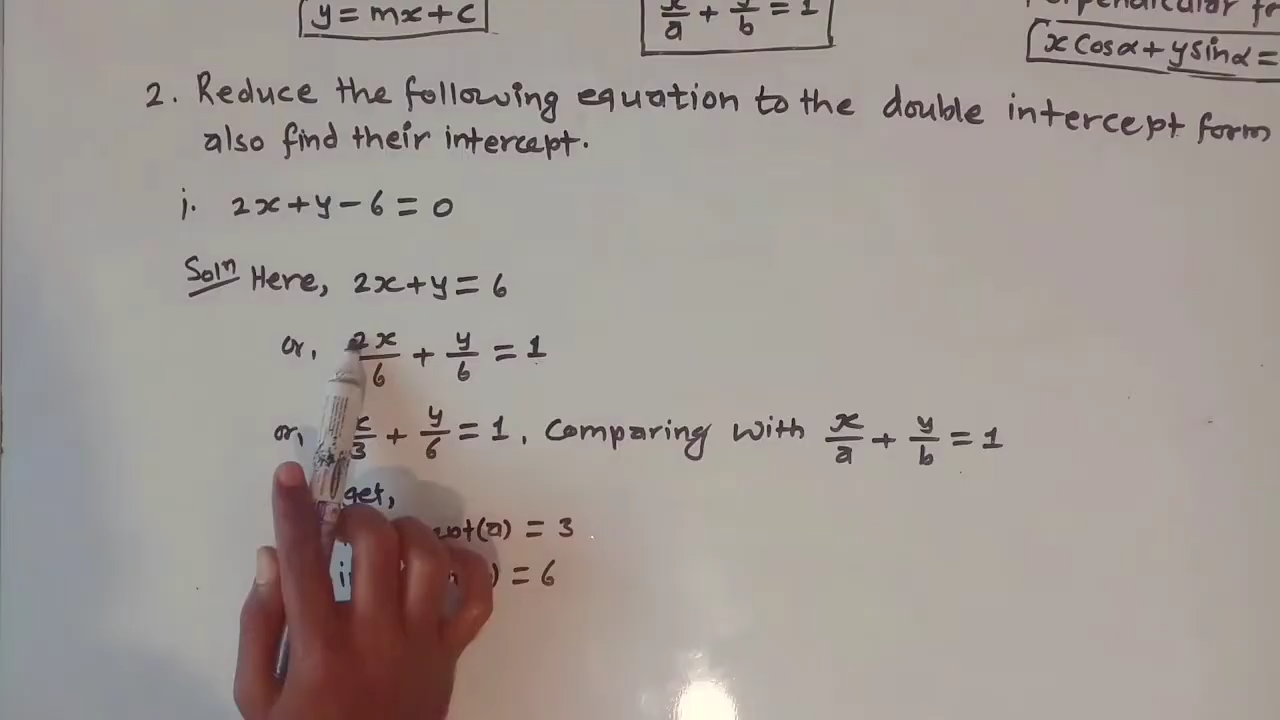 y = mx + c
x/a + y/b = 1
x cosα + y sinα =
2. Reduce the following equation to the double intercept form
also find their intercept.
i. 2x + y - 6 = 0
Solⁿ Here, 2x + y = 6
or, 2x/6 + y/6 = 1
or, x/3 + y/6 = 1, Comparing with x/a + y/b = 1
get,
(a) = 3
) = 6